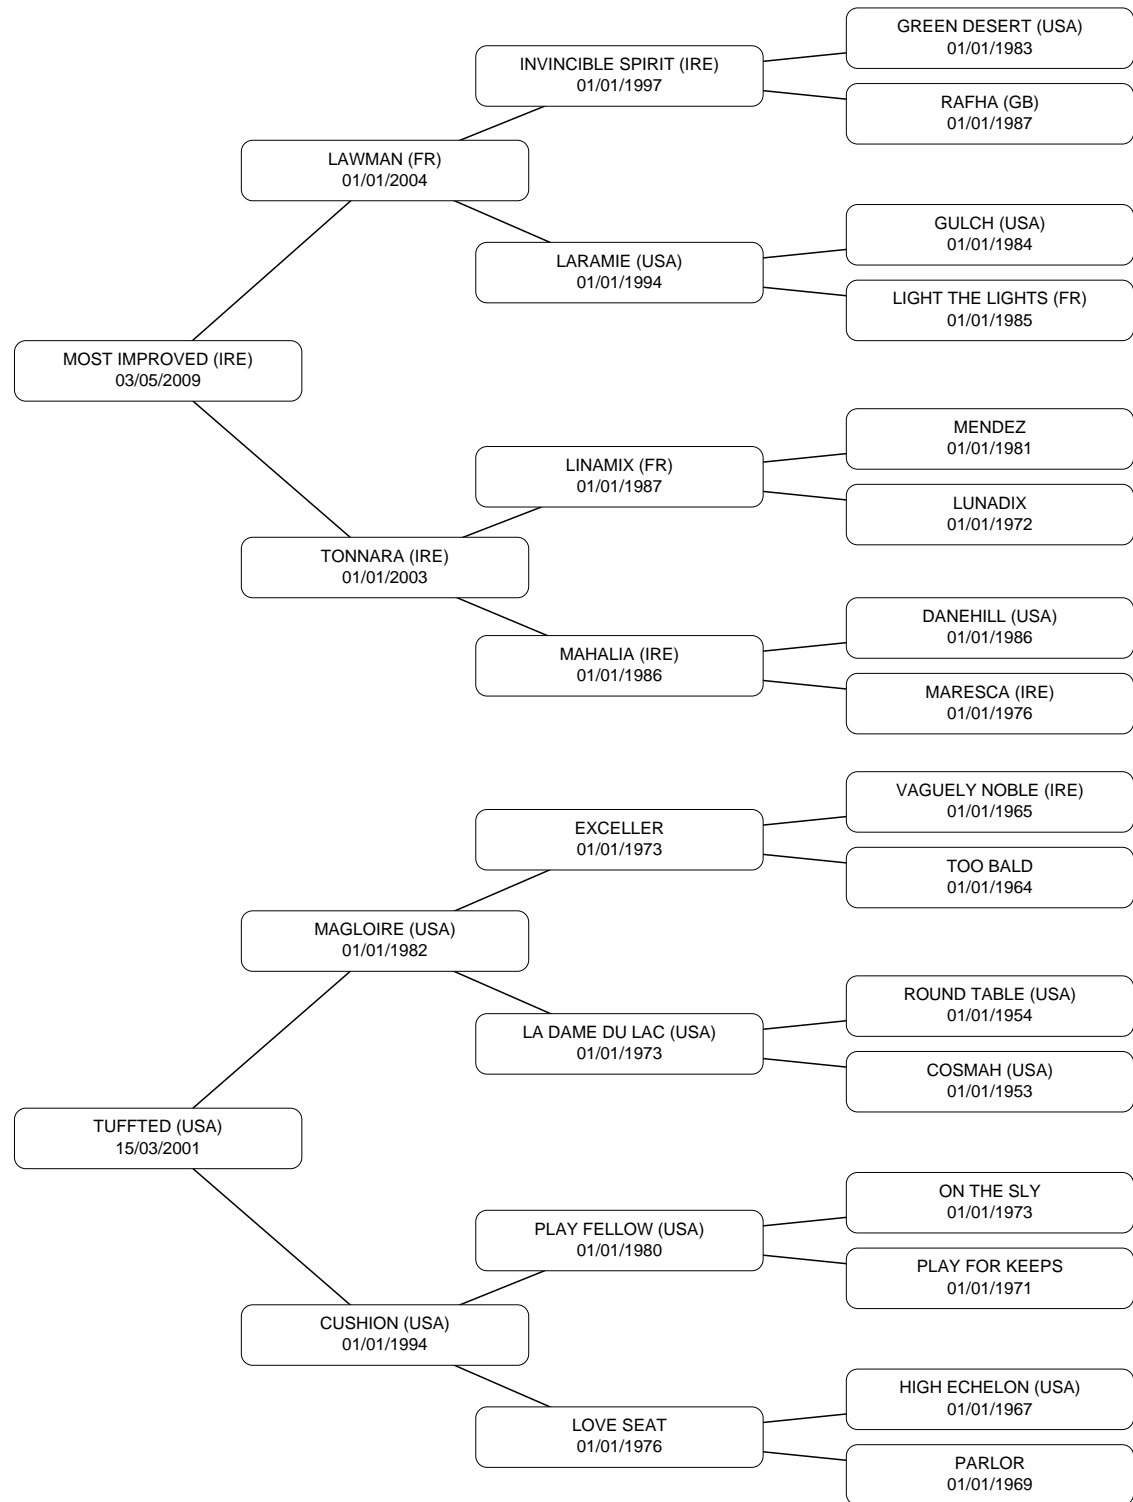 GREEN DESERT (USA)
01/01/1983
INVINCIBLE SPIRIT (IRE)
01/01/1997
RAFHA (GB)
01/01/1987
LAWMAN (FR)
01/01/2004
GULCH (USA)
01/01/1984
LARAMIE (USA)
01/01/1994
LIGHT THE LIGHTS (FR)
01/01/1985
MOST IMPROVED (IRE)
03/05/2009
MENDEZ
01/01/1981
LINAMIX (FR)
01/01/1987
LUNADIX
01/01/1972
TONNARA (IRE)
01/01/2003
DANEHILL (USA)
01/01/1986
MAHALIA (IRE)
01/01/1986
MARESCA (IRE)
01/01/1976
VAGUELY NOBLE (IRE)
01/01/1965
EXCELLER
01/01/1973
TOO BALD
01/01/1964
MAGLOIRE (USA)
01/01/1982
ROUND TABLE (USA)
01/01/1954
LA DAME DU LAC (USA)
01/01/1973
COSMAH (USA)
01/01/1953
TUFFTED (USA)
15/03/2001
ON THE SLY
01/01/1973
PLAY FELLOW (USA)
01/01/1980
PLAY FOR KEEPS
01/01/1971
CUSHION (USA)
01/01/1994
HIGH ECHELON (USA)
01/01/1967
LOVE SEAT
01/01/1976
PARLOR
01/01/1969